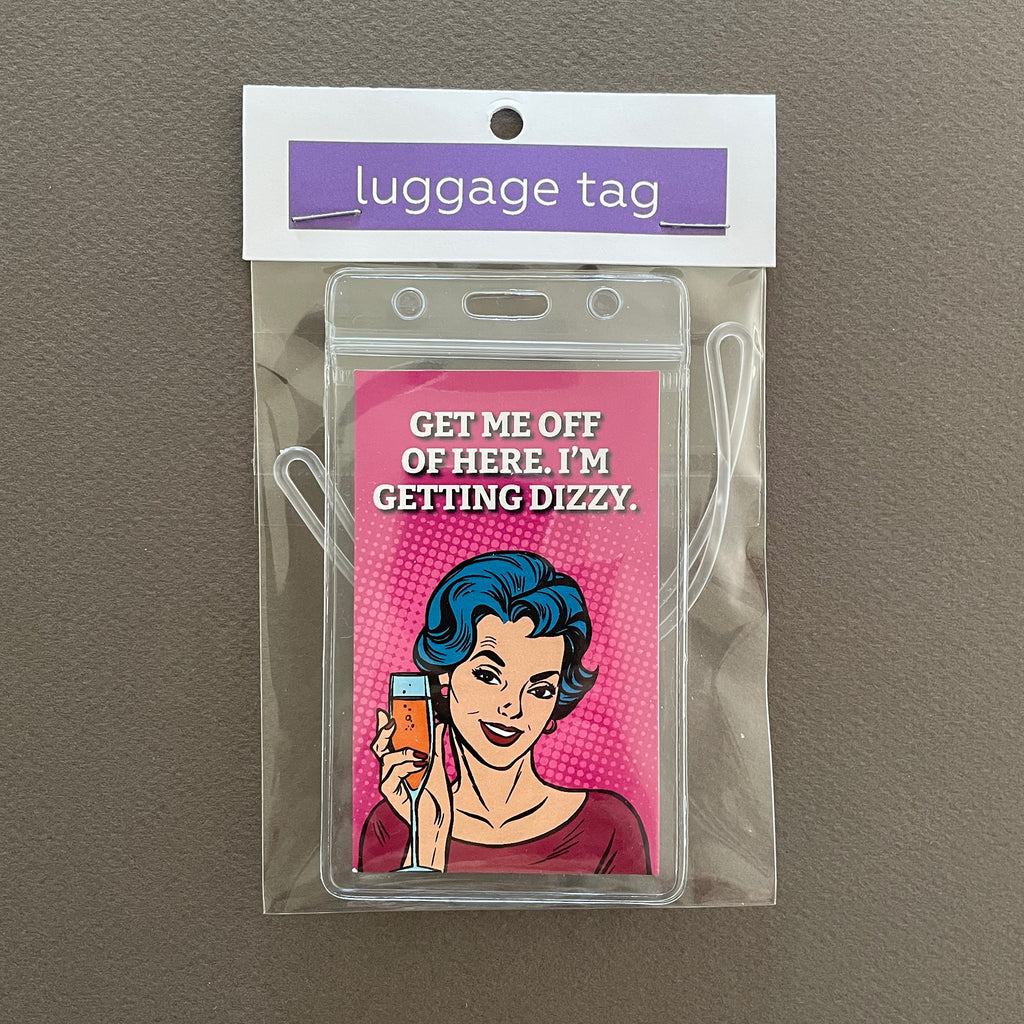 luggage tag
GET ME OFF
OF HERE. I'M
GETTING DIZZY.